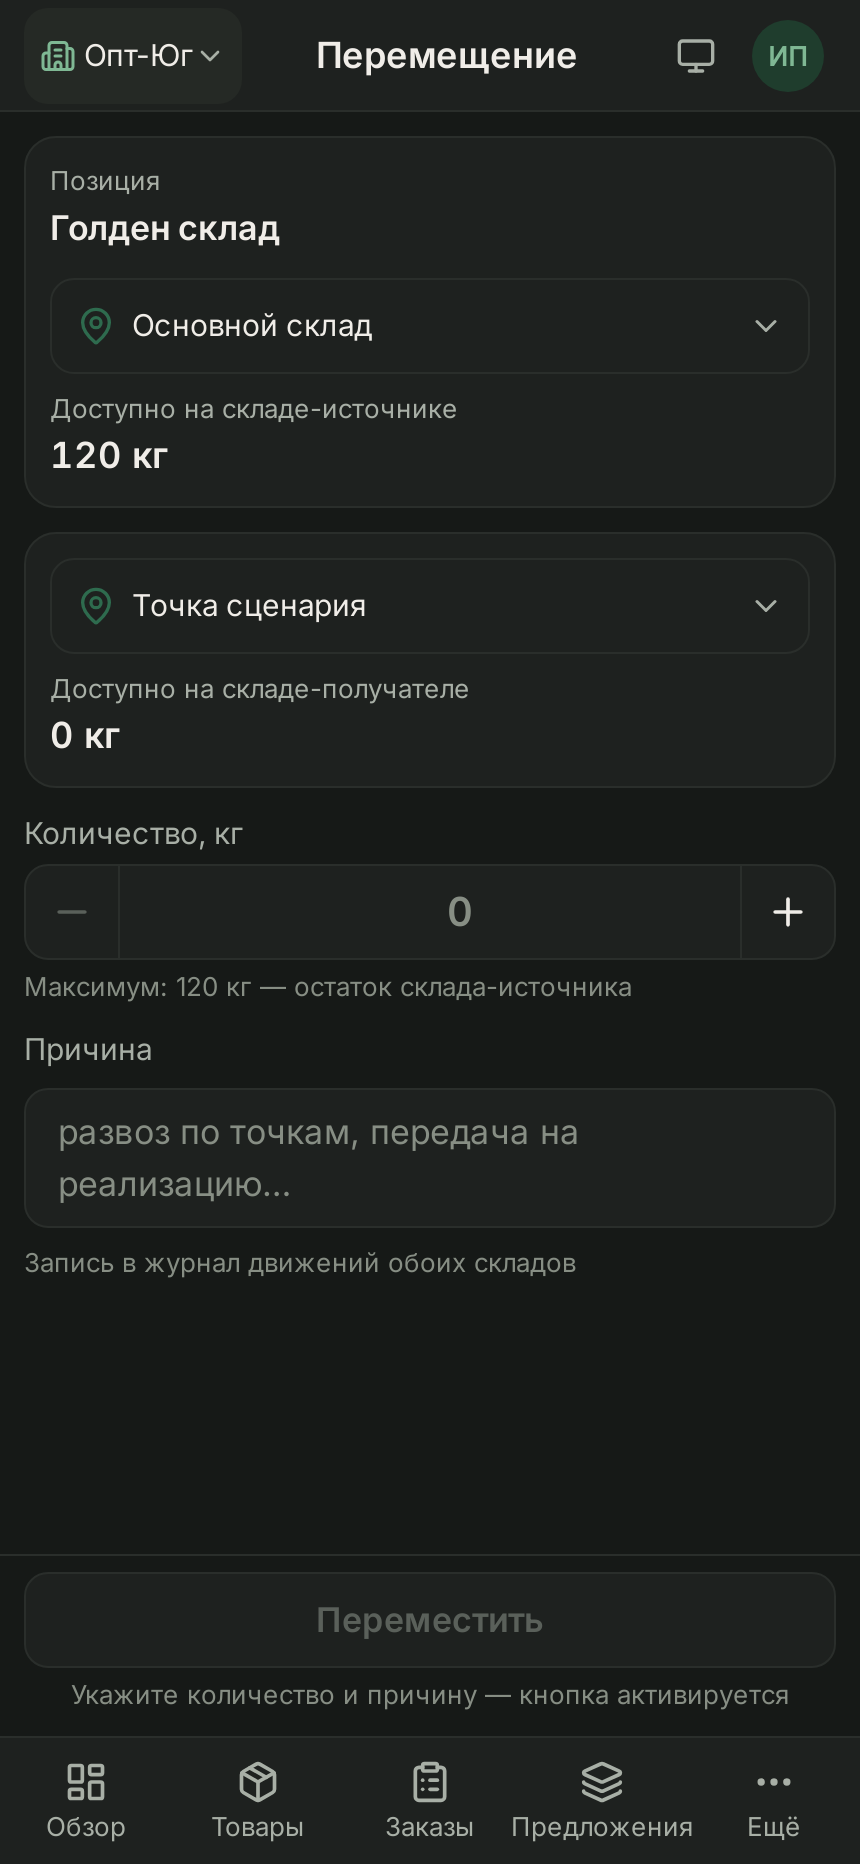 Опт-Юг
Перемещение
ИП
Позиция
Голден склад
Основной склад
Доступно на складе-источнике
120 кг
Точка сценария
Доступно на складе-получателе
0 кг
Количество, кг
0
Максимум: 120 кг — остаток склада-источника
Причина
развоз по точкам, передача на
реализацию...
Запись в журнал движений обоих складов
Переместить
Укажите количество и причину — кнопка активируется
Обзор
Товары
Заказы
Предложения
Ещё